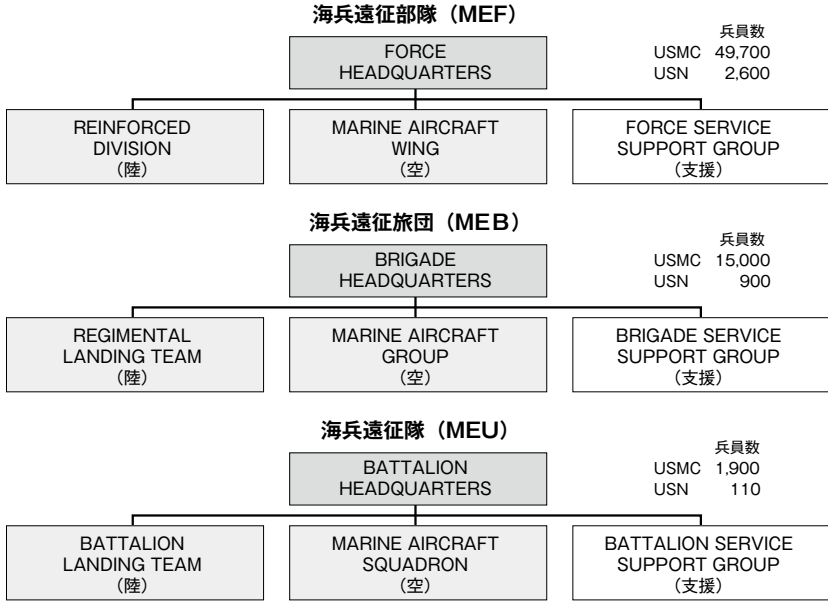 海兵遠征部隊（MEF）
兵員数
USMC 49,700
USN 2,600
FORCE
HEADQUARTERS
REINFORCED
DIVISION
（陸）
MARINE AIRCRAFT
WING
（空）
FORCE SERVICE
SUPPORT GROUP
（支援）
海兵遠征旅団（MEB）
兵員数
USMC 15,000
USN 900
BRIGADE
HEADQUARTERS
REGIMENTAL
LANDING TEAM
（陸）
MARINE AIRCRAFT
GROUP
（空）
BRIGADE SERVICE
SUPPORT GROUP
（支援）
海兵遠征隊（MEU）
兵員数
USMC 1,900
USN 110
BATTALION
HEADQUARTERS
BATTALION
LANDING TEAM
（陸）
MARINE AIRCRAFT
SQUADRON
（空）
BATTALION SERVICE
SUPPORT GROUP
（支援）